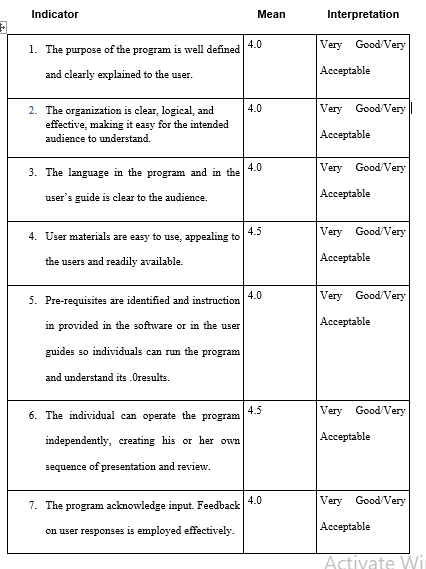 Indicator Mean Interpretation
1. The purpose of the program is well defined 4.0 Very Good/Very
and clearly explained to the user. Acceptable
2. The organization is clear, logical, and 4.0 Very Good/Very
effective, making it easy for the intended Acceptable
audience to understand.
3. The language in the program and in the 4.0 Very Good/Very
user's guide is clear to the audience. Acceptable
4. User materials are easy to use, appealing to 4.5 Very Good/Very
the users and readily available. Acceptable
5. Pre-requisites are identified and instruction 4.0 Very Good/Very
in provided in the software or in the user Acceptable
guides so individuals can run the program
and understand its .0results.
6. The individual can operate the program 4.5 Very Good/Very
independently, creating his or her own Acceptable
sequence of presentation and review.
7. The program acknowledge input. Feedback 4.0 Very Good/Very
on user responses is employed effectively. Acceptable
Activate Wi